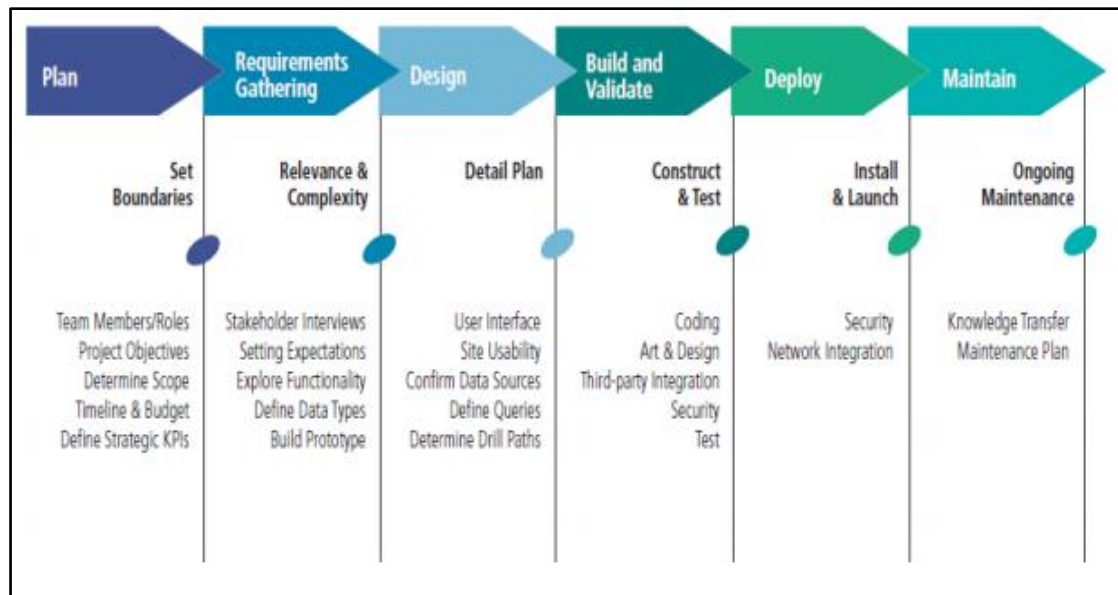 Plan
Requirements
Gathering
Design
Build and
Validate
Deploy
Maintain
Set
Boundaries
Relevance &
Complexity
Detail Plan
Construct
& Test
Install
& Launch
Ongoing
Maintenance
Team Members/Roles
Project Objectives
Determine Scope
Timeline & Budget
Define Strategic KPIs
Stakeholder Interviews
Setting Expectations
Explore Functionality
Define Data Types
Build Prototype
User Interface
Site Usability
Confirm Data Sources
Define Queries
Determine Drill Paths
Coding
Art & Design
Third-party Integration
Security
Test
Security
Network Integration
Knowledge Transfer
Maintenance Plan